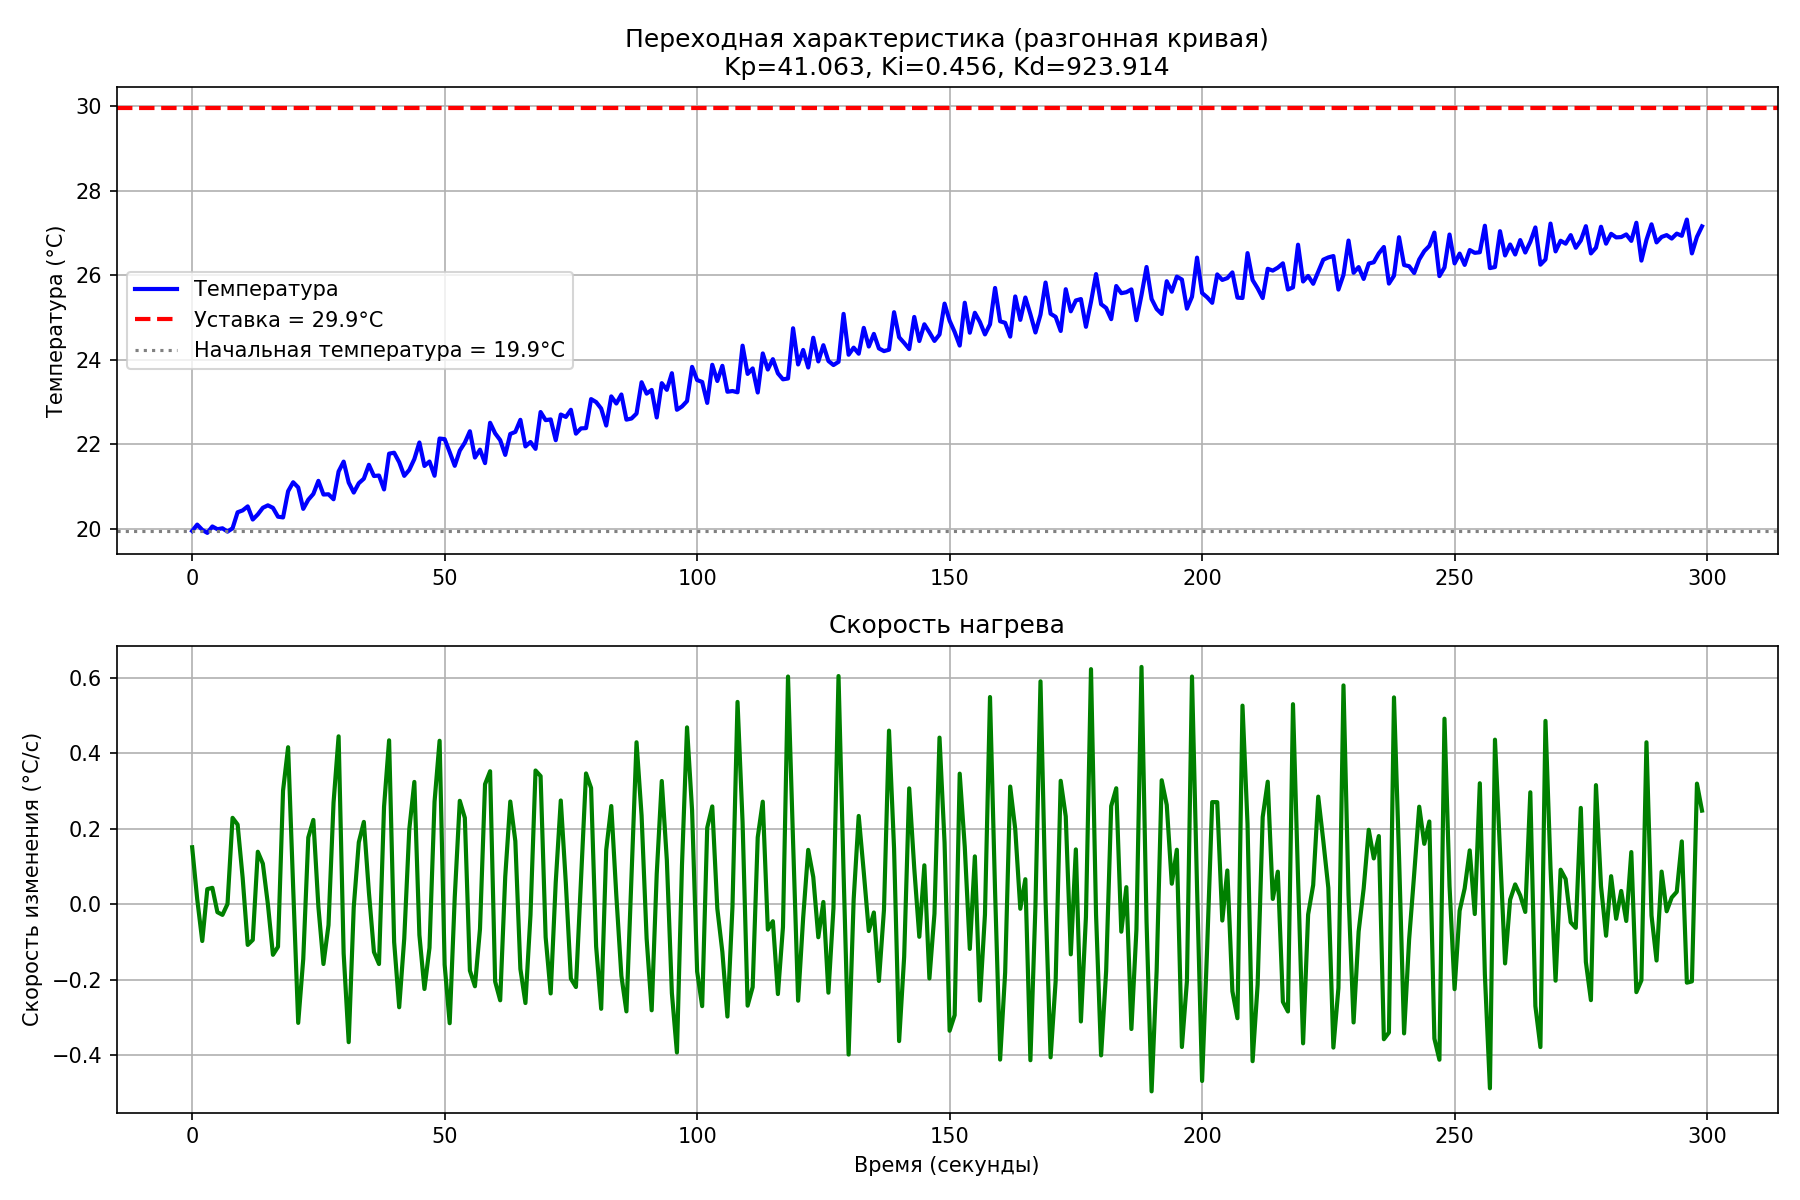 Переходная характеристика (разгонная кривая)
Kp=41.063, Ki=0.456, Kd=923.914
Температура (°C)
30
28
26
24
22
20
Температура
Уставка = 29.9°C
Начальная температура = 19.9°C
0
50
100
150
200
250
300
Скорость нагрева
Скорость изменения (°C/с)
0.6
0.4
0.2
0.0
−0.2
−0.4
0
50
100
150
200
250
300
Время (секунды)